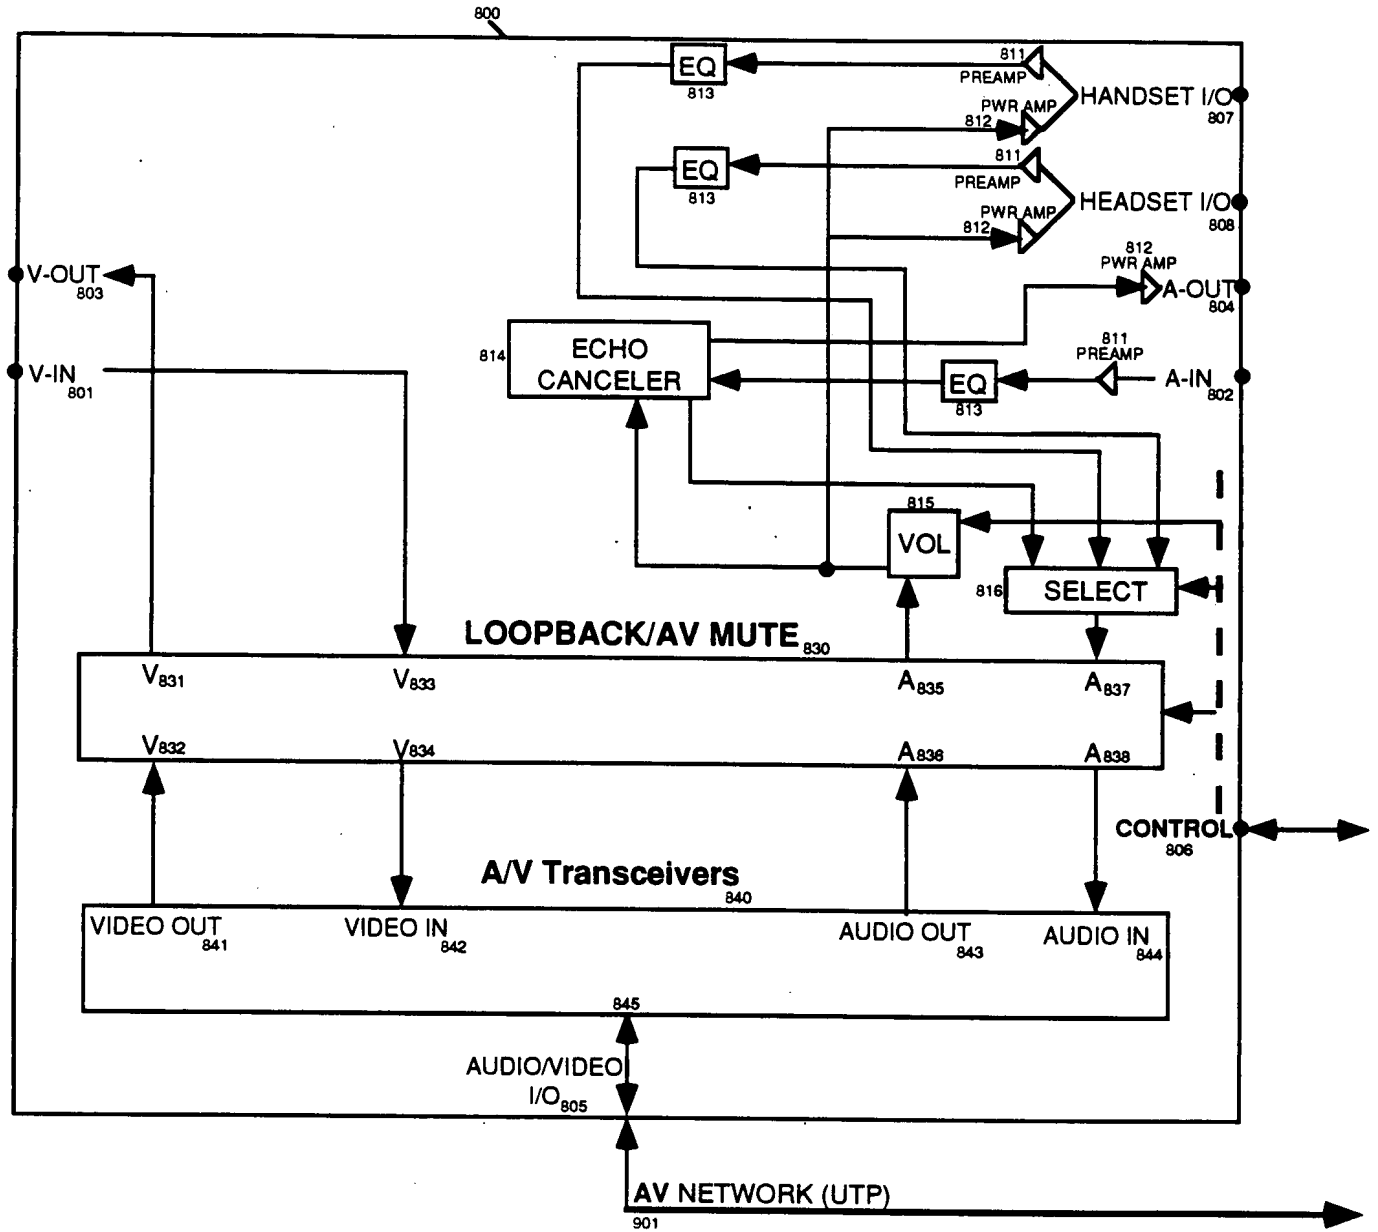 800
EQ
813
811
PREAMP
HANDSET I/O
807
PWR AMP
812
EQ
813
811
PREAMP
HEADSET I/O
808
PWR AMP
812
V-OUT
803
812
PWR AMP
A-OUT
804
814
ECHO
CANCELER
811
PREAMP
V-IN
801
EQ
813
A-IN
802
815
VOL
816
SELECT
LOOPBACK/AV MUTE 830
V831
V833
A835
A837
V832
V834
A836
A838
CONTROL
806
A/V Transceivers
840
VIDEO OUT
841
VIDEO IN
842
AUDIO OUT
843
AUDIO IN
844
845
AUDIO/VIDEO
I/O805
AV NETWORK (UTP)
901